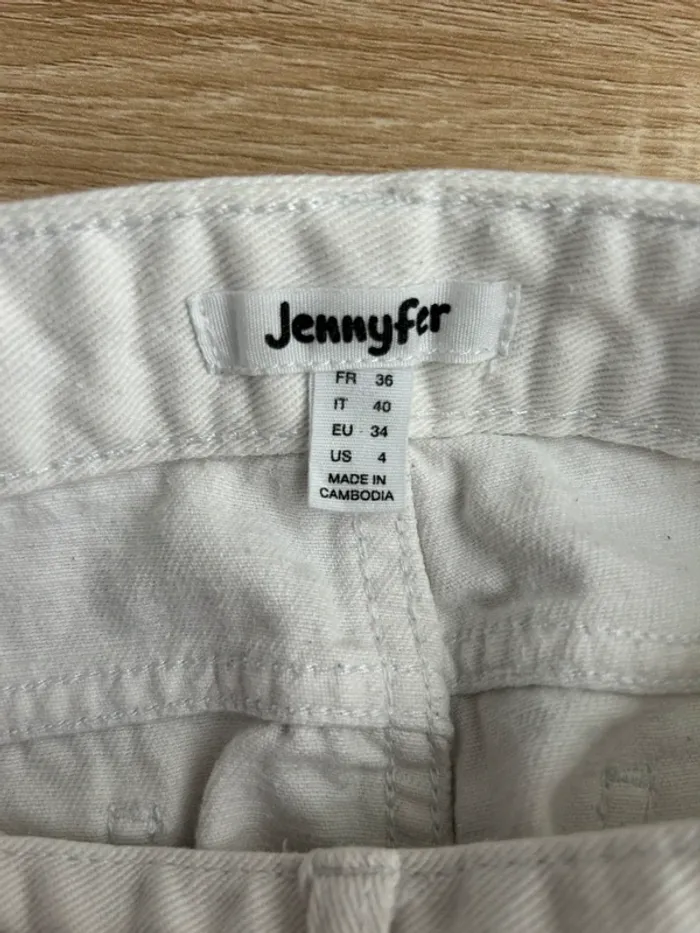 Jennyfer
FR 36
IT 40
EU 34
US 4
MADE IN
CAMBODIA